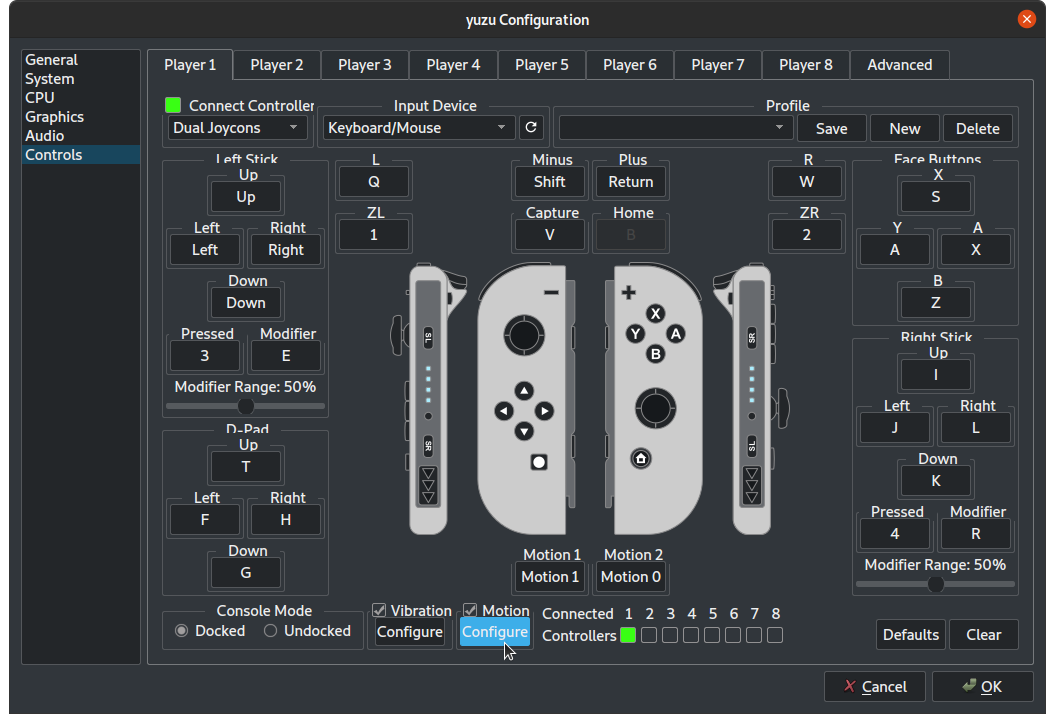 yuzu Configuration
General
System
CPU
Graphics
Audio
Controls
Player 1 Player 2 Player 3 Player 4 Player 5 Player 6 Player 7 Player 8 Advanced
Connect Controller Input Device Profile
Dual Joycons Keyboard/Mouse Save New Delete
Left Stick L Minus Plus R Face Buttons
Up Q Shift Return W X
Up S
Left Right ZL Capture Home ZR Y A
Left Right 1 V B 2 A X
Down B
Down Z
Pressed Modifier Right Stick
3 E Up
Modifier Range: 50% I
D-Pad Left Right
Up J L
T Down
Left Right K
F H Pressed Modifier
Down 4 R
G Modifier Range: 50%
X
Y A
B
SL SR
SR SL
Motion 1 Motion 2
Motion 1 Motion 0
Console Mode Vibration Motion Connected 1 2 3 4 5 6 7 8
Docked Undocked Configure Configure Controllers Defaults Clear
Cancel OK